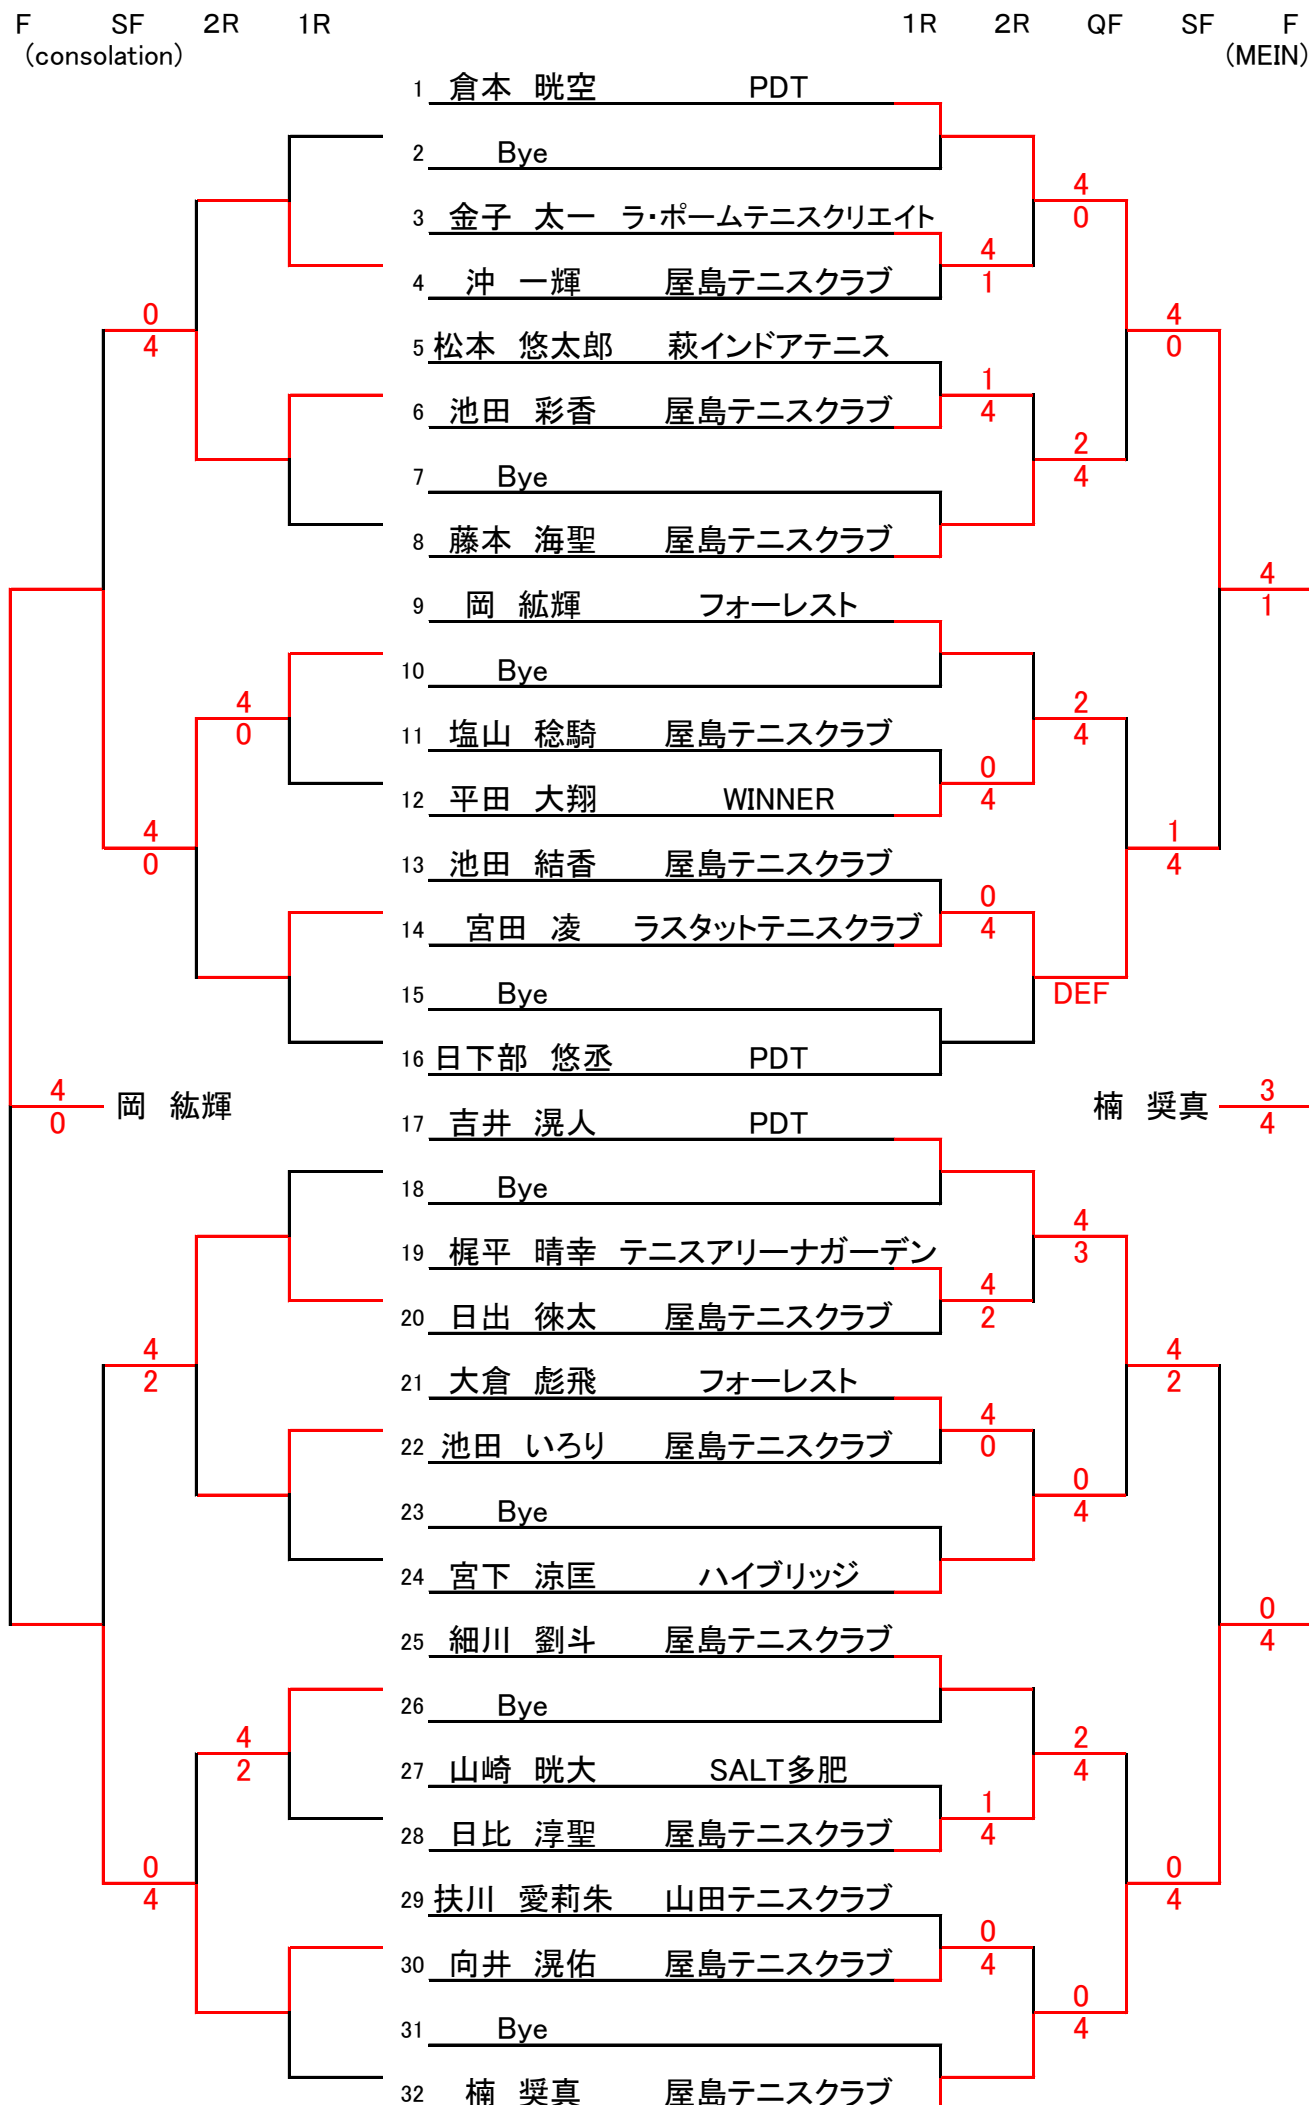 F SF 2R 1R 1R 2R QF SF F
(consolation) (MEIN)
1 倉本 晄空 PDT
2 Bye
4
0
3 金子 太一 ラ・ポームテニスクリエイト
4
1
4 沖 一輝 屋島テニスクラブ
0
4
4
0
5 松本 悠太郎 萩インドアテニス
1
4
6 池田 彩香 屋島テニスクラブ
2
4
7 Bye
8 藤本 海聖 屋島テニスクラブ
4
1
9 岡 紘輝 フォーレスト
10 Bye
4
0
2
4
11 塩山 稔騎 屋島テニスクラブ
0
4
12 平田 大翔 WINNER
4
0
1
4
13 池田 結香 屋島テニスクラブ
0
4
14 宮田 凌 ラスタットテニスクラブ
15 Bye
DEF
16 日下部 悠丞 PDT
4
0
岡 紘輝
楠 奨真
3
4
17 吉井 滉人 PDT
18 Bye
4
3
19 梶平 晴幸 テニスアリーナガーデン
4
2
20 日出 徠太 屋島テニスクラブ
4
2
4
2
21 大倉 彪飛 フォーレスト
4
0
22 池田 いろり 屋島テニスクラブ
0
4
23 Bye
24 宮下 涼匡 ハイブリッジ
0
4
25 細川 劉斗 屋島テニスクラブ
26 Bye
4
2
2
4
27 山崎 晄大 SALT多肥
1
4
28 日比 淳聖 屋島テニスクラブ
0
4
0
4
29 扶川 愛莉朱 山田テニスクラブ
0
4
30 向井 滉佑 屋島テニスクラブ
0
4
31 Bye
32 楠 奨真 屋島テニスクラブ